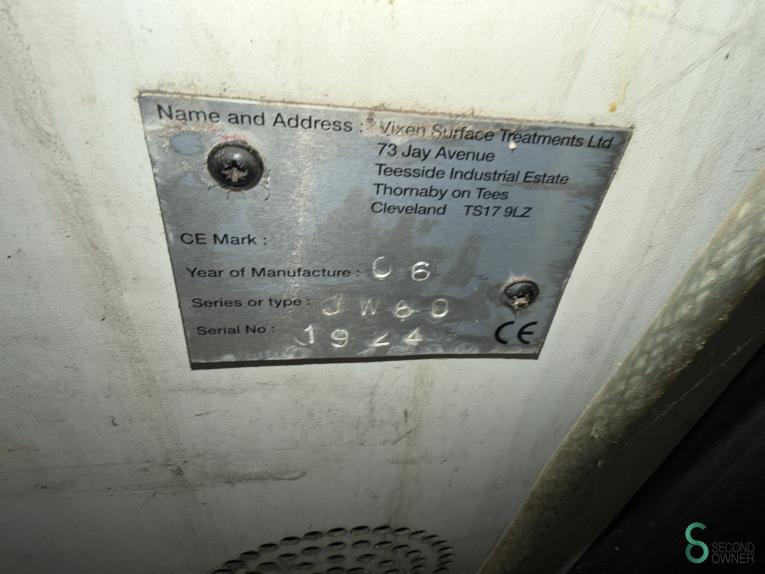 Name and Address : Vixen Surface Treatments Ltd
73 Jay Avenue
Teesside Industrial Estate
Thornaby on Tees
Cleveland TS17 9LZ
CE Mark :
Year of Manufacture : 06
Series or type : JW60
Serial No : 1924
CE
SECOND
OWNER